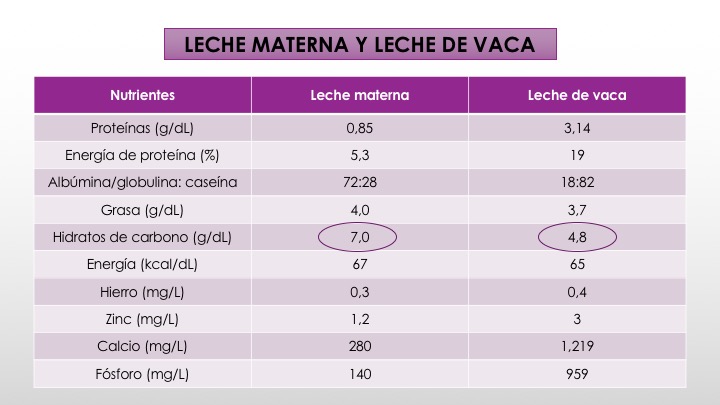 LECHE MATERNA Y LECHE DE VACA
Nutrientes Leche materna Leche de vaca
Proteínas (g/dL) 0,85 3,14
Energía de proteína (%) 5,3 19
Albúmina/globulina: caseína 72:28 18:82
Grasa (g/dL) 4,0 3,7
Hidratos de carbono (g/dL) 7,0 4,8
Energía (kcal/dL) 67 65
Hierro (mg/L) 0,3 0,4
Zinc (mg/L) 1,2 3
Calcio (mg/L) 280 1,219
Fósforo (mg/L) 140 959